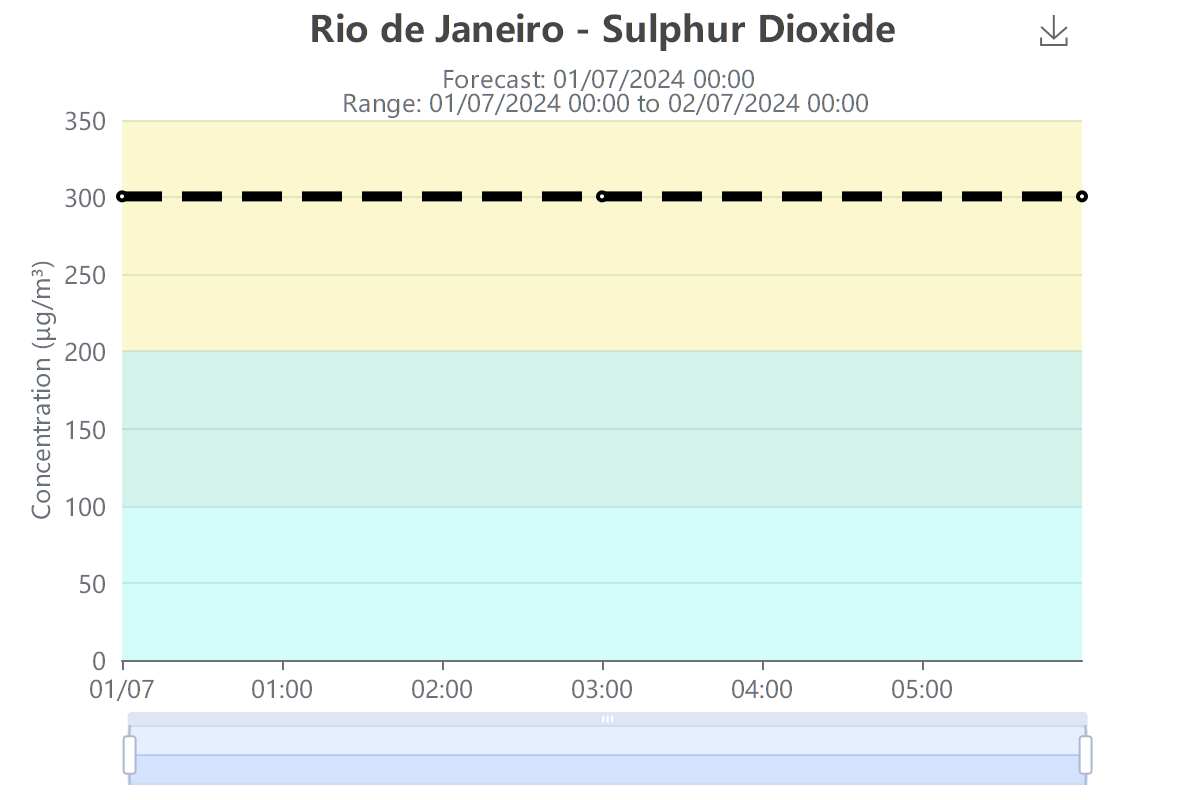 Rio de Janeiro - Sulphur Dioxide
Forecast: 01/07/2024 00:00
Range: 01/07/2024 00:00 to 02/07/2024 00:00
Concentration (µg/m³)
350
300
250
200
150
100
50
0
01/07 01:00 02:00 03:00 04:00 05:00